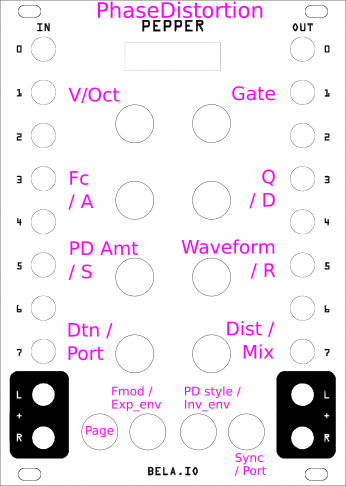 PhaseDistortion
PEPPER
IN
OUT
0
0
1
V/Oct
Gate
1
2
2
3
Fc
/ A
Q
/ D
3
4
4
5
PD Amt
/ S
Waveform
/ R
5
6
6
7
Dtn /
Port
Dist /
Mix
7
L
+
R
Fmod /
Exp_env
PD style /
Inv_env
L
+
R
Page
Sync
/ Port
BELA.IO